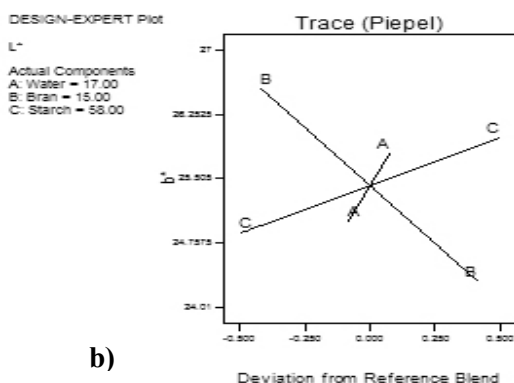 DESIGN-EXPERT Plot
L*
Actual Components
A: Water = 17.00
B: Bran = 15.00
C: Starch = 58.00
Trace (Piepel)
27
26.2525
25.505
24.7575
24.01
b*
B
C
A
A
C
B
-0.500
-0.250
0.000
0.250
0.500
Deviation from Reference Blend
b)